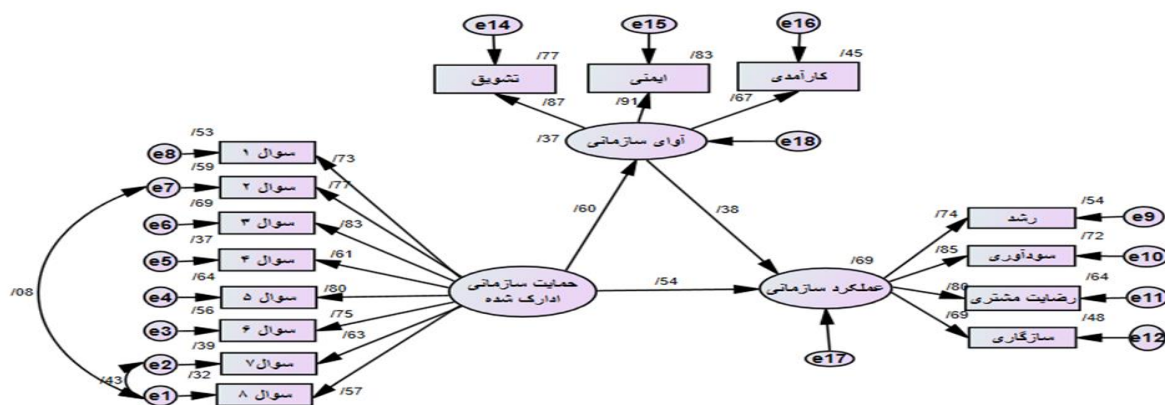 e14
e15
e16
/77
/83
/45
تشویق
ایمنی
کارآمدی
/87
/91
/67
/37
آوای سازمانی
e18
/53
e8
سوال ۱
/73
/59
e7
سوال ۲
/77
/69
e6
سوال ۳
/83
/37
e5
سوال ۴
/61
/64
e4
سوال ۵
/80
/56
e3
سوال ۶
/75
/39
e2
سوال ۷
/63
/32
e1
سوال ۸
/57
/08
/43
حمایت سازمانی
ادارک شده
/60
/38
/54
/69
عملکرد سازمانی
e17
/74
رشد
/54
e9
/85
سودآوری
/72
e10
/80
رضایت مشتری
/64
e11
/69
سازگاری
/48
e12